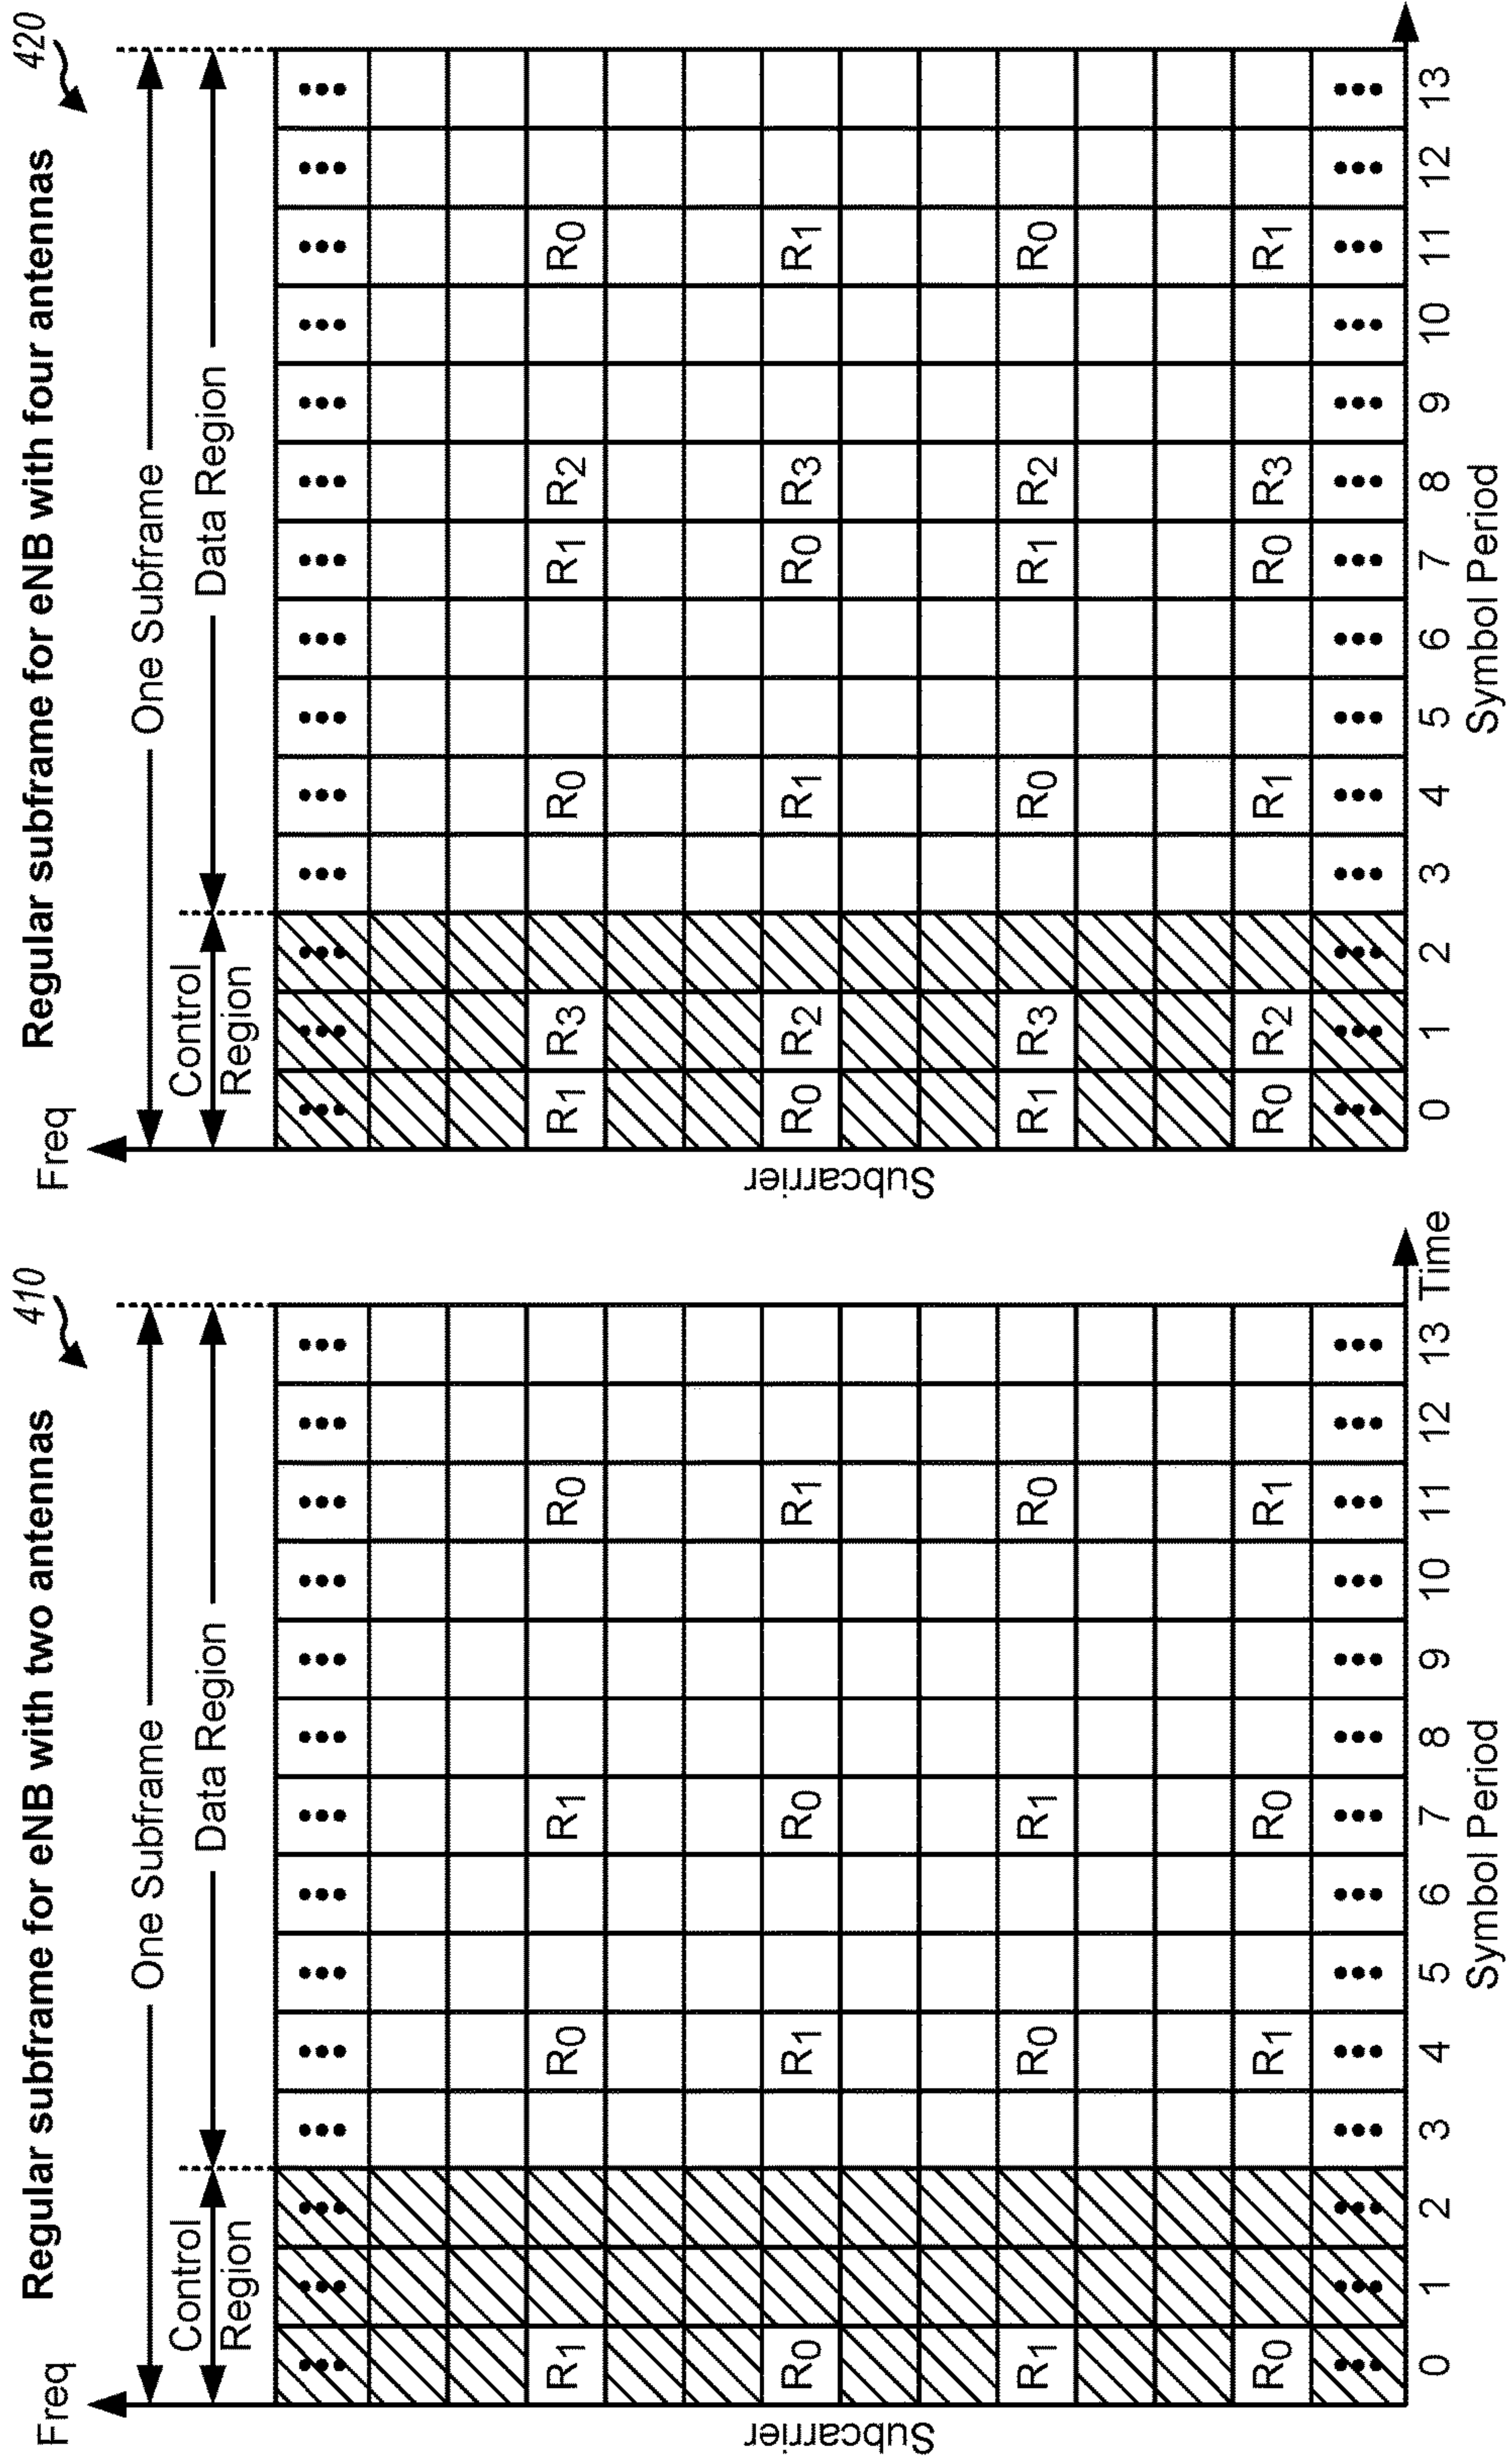 410
Regular subframe for eNB with two antennas
Freq
One Subframe
Control Region
Data Region
R1 R0 R1 R0
R0 R1 R0 R1
Subcarrier
R1 R0 R1 R0
R0 R1 R0 R1
0 1 2 3 4 5 6 7 8 9 10 11 12 13 Time
Symbol Period
420
Regular subframe for eNB with four antennas
Freq
One Subframe
Control Region
Data Region
R1 R3 R0 R1 R2 R0
R0 R2 R1 R0 R3 R1
Subcarrier
R1 R3 R0 R1 R2 R0
R0 R2 R1 R0 R3 R1
0 1 2 3 4 5 6 7 8 9 10 11 12 13
Symbol Period